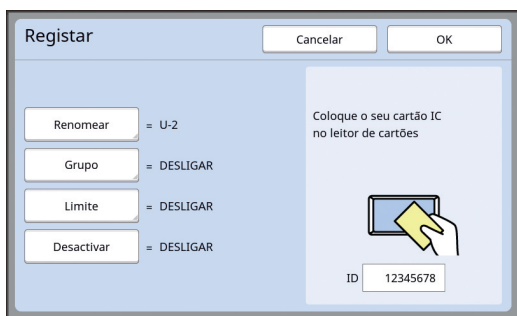 Registar
Cancelar
OK
Renomear = U-2
Grupo = DESLIGAR
Limite = DESLIGAR
Desactivar = DESLIGAR
Coloque o seu cartão IC
no leitor de cartões
ID 12345678